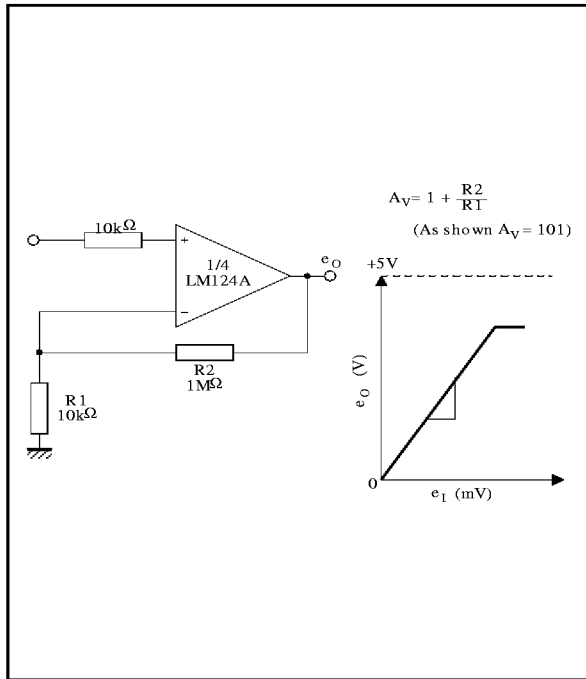 10kΩ
+
1/4
LM124A
−
e_O
R2
1MΩ
R1
10kΩ
A_V = 1 + R2/R1
(As shown A_V = 101)
+5V
e_O (V)
0
e_I (mV)